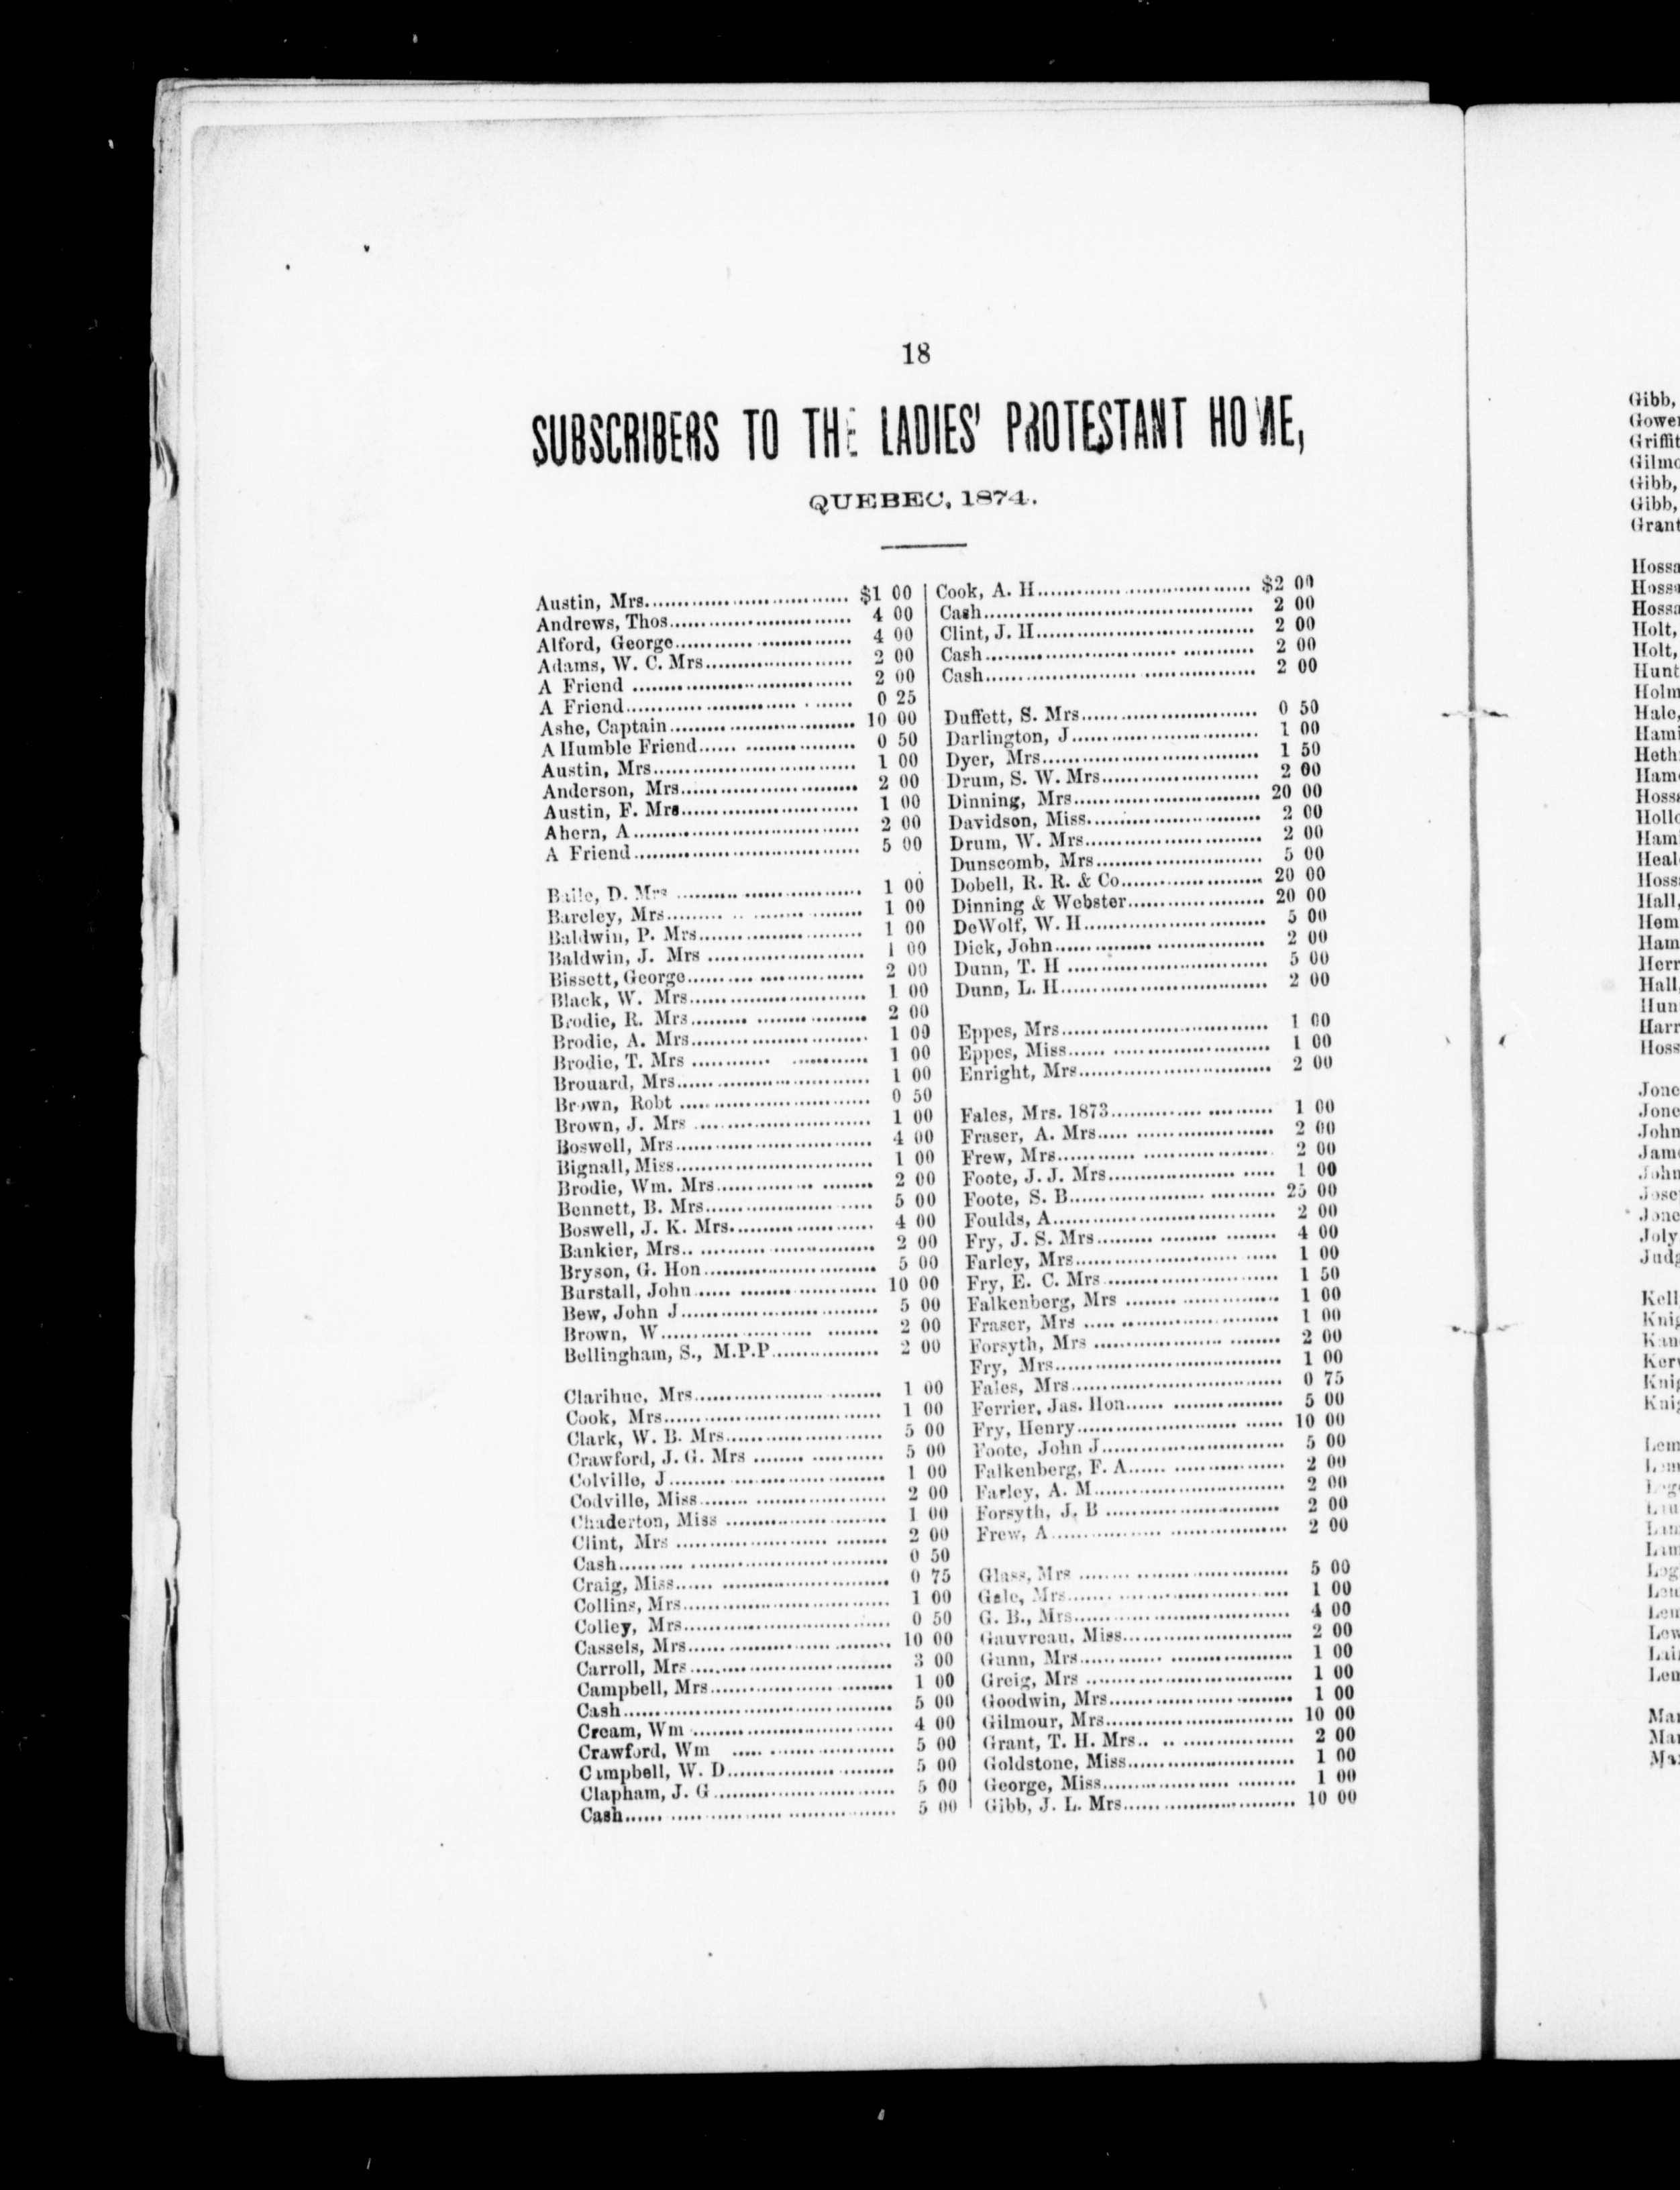 18
SUBSCRIBERS TO THE LADIES' PROTESTANT HOME,
QUEBEC, 1874.
Austin, Mrs. $1 00
Andrews, Thos 4 00
Alford, George 4 00
Adams, W. C. Mrs 2 00
A Friend 2 00
A Friend 0 25
Ashe, Captain 10 00
A Humble Friend 0 50
Austin, Mrs 1 00
Anderson, Mrs 2 00
Austin, F. Mrs 1 00
Ahern, A 2 00
A Friend 5 00
Baile, D. Mrs 1 00
Barcley, Mrs 1 00
Baldwin, P. Mrs 1 00
Baldwin, J. Mrs 1 00
Bissett, George 2 00
Black, W. Mrs 1 00
Brodie, R. Mrs 2 00
Brodie, A. Mrs 1 00
Brodie, T. Mrs 1 00
Brouard, Mrs 1 00
Brown, Robt 0 50
Brown, J. Mrs 1 00
Boswell, Mrs 4 00
Bignall, Miss 1 00
Brodie, Wm. Mrs 2 00
Bennett, B. Mrs 5 00
Boswell, J. K. Mrs 4 00
Bankier, Mrs 2 00
Bryson, G. Hon 5 00
Burstall, John 10 00
Bew, John J 5 00
Brown, W 2 00
Bellingham, S., M.P.P 2 00
Clarihue, Mrs 1 00
Cook, Mrs 1 00
Clark, W. B. Mrs 5 00
Crawford, J. G. Mrs 5 00
Colville, J 1 00
Codville, Miss 2 00
Chaderton, Miss 1 00
Clint, Mrs 2 00
Cash 0 50
Craig, Miss 0 75
Collins, Mrs 1 00
Colley, Mrs 0 50
Cassels, Mrs 10 00
Carroll, Mrs 3 00
Campbell, Mrs 1 00
Cash 5 00
Cream, Wm 4 00
Crawford, Wm 5 00
Campbell, W. D 5 00
Clapham, J. G 5 00
Cash 5 00
Cook, A. H $2 00
Cash 2 00
Clint, J. H 2 00
Cash 2 00
Cash 2 00
Duffett, S. Mrs 0 50
Darlington, J 1 00
Dyer, Mrs 1 50
Drum, S. W. Mrs 2 00
Dinning, Mrs 20 00
Davidson, Miss 2 00
Drum, W. Mrs 2 00
Dunscomb, Mrs 5 00
Dobell, R. R. & Co 20 00
Dinning & Webster 20 00
DeWolf, W. H 5 00
Dick, John 2 00
Dunn, T. H 5 00
Dunn, L. H 2 00
Eppes, Mrs 1 00
Eppes, Miss 1 00
Enright, Mrs 2 00
Fales, Mrs. 1873 1 00
Fraser, A. Mrs 2 00
Frew, Mrs 2 00
Foote, J. J. Mrs 1 00
Foote, S. B 25 00
Foulds, A 2 00
Fry, J. S. Mrs 4 00
Farley, Mrs 1 00
Fry, E. C. Mrs 1 50
Falkenberg, Mrs 1 00
Fraser, Mrs 1 00
Forsyth, Mrs 2 00
Fry, Mrs 1 00
Fales, Mrs 0 75
Ferrier, Jas. Hon 5 00
Fry, Henry 10 00
Foote, John J 5 00
Falkenberg, F. A 2 00
Farley, A. M 2 00
Forsyth, J. B 2 00
Frew, A 2 00
Glass, Mrs 5 00
Gale, Mrs 1 00
G. B., Mrs 4 00
Gauvreau, Miss 2 00
Gunn, Mrs 1 00
Greig, Mrs 1 00
Goodwin, Mrs 1 00
Gilmour, Mrs 10 00
Grant, T. H. Mrs 2 00
Goldstone, Miss 1 00
George, Miss 1 00
Gibb, J. L. Mrs 10 00
Gibb,
Gibb,
Gibb,
Grant
Holt,
Holt,
Hall,
Hall,